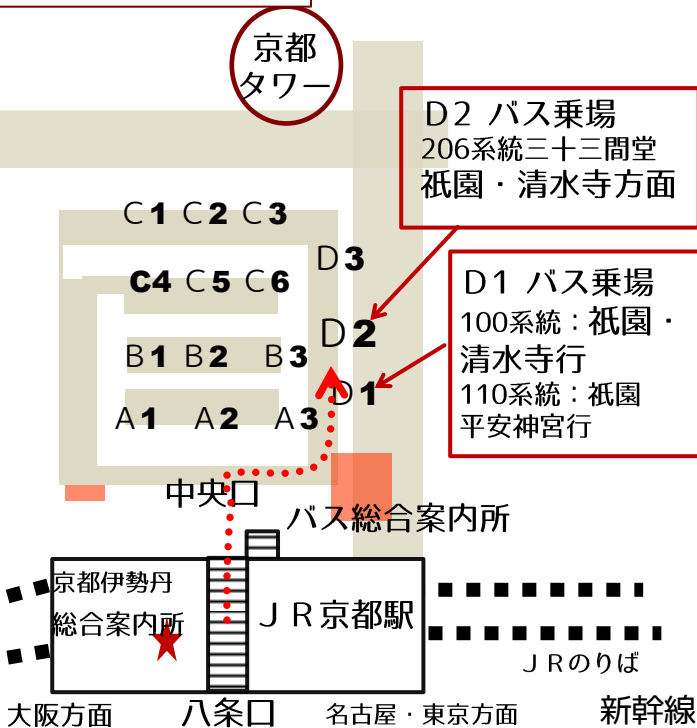 京都
タワー
D2 バス乗場
206系統三十三間堂
祇園・清水寺方面
C1 C2 C3
D3
C4 C5 C6
D1 バス乗場
100系統：祇園・
清水寺行
110系統：祇園
平安神宮行
D2
B1 B2 B3
D1
A1 A2 A3
中央口
バス総合案内所
京都伊勢丹
総合案内所
JR京都駅
JRのりば
大阪方面
八条口
名古屋・東京方面
新幹線